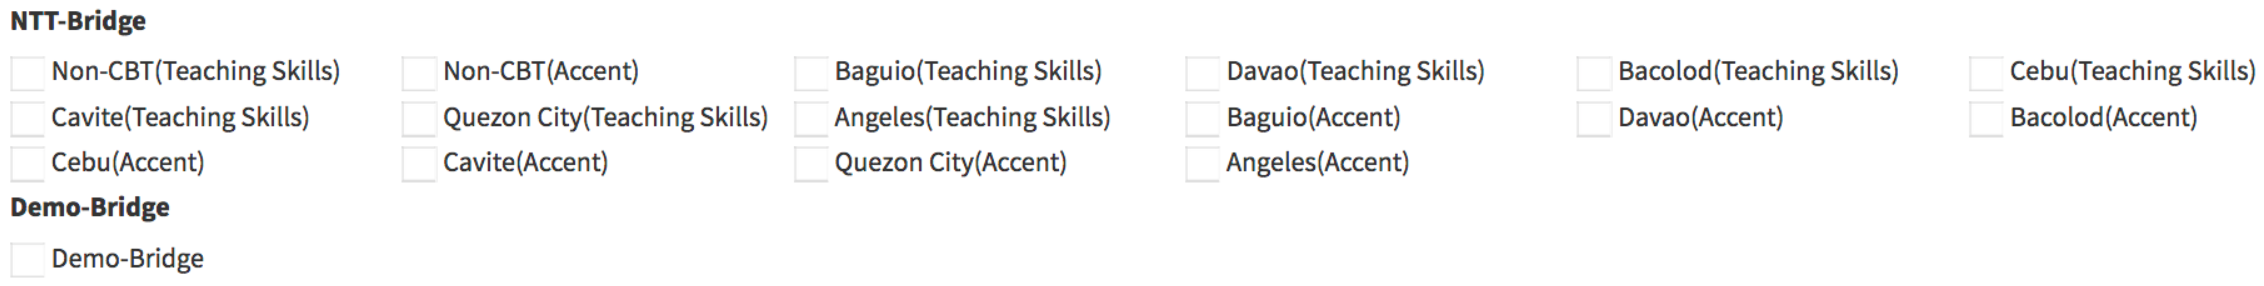 NTT-Bridge
Non-CBT(Teaching Skills) Non-CBT(Accent) Baguio(Teaching Skills) Davao(Teaching Skills) Bacolod(Teaching Skills) Cebu(Teaching Skills)
Cavite(Teaching Skills) Quezon City(Teaching Skills) Angeles(Teaching Skills) Baguio(Accent) Davao(Accent) Bacolod(Accent)
Cebu(Accent) Cavite(Accent) Quezon City(Accent) Angeles(Accent)
Demo-Bridge
Demo-Bridge